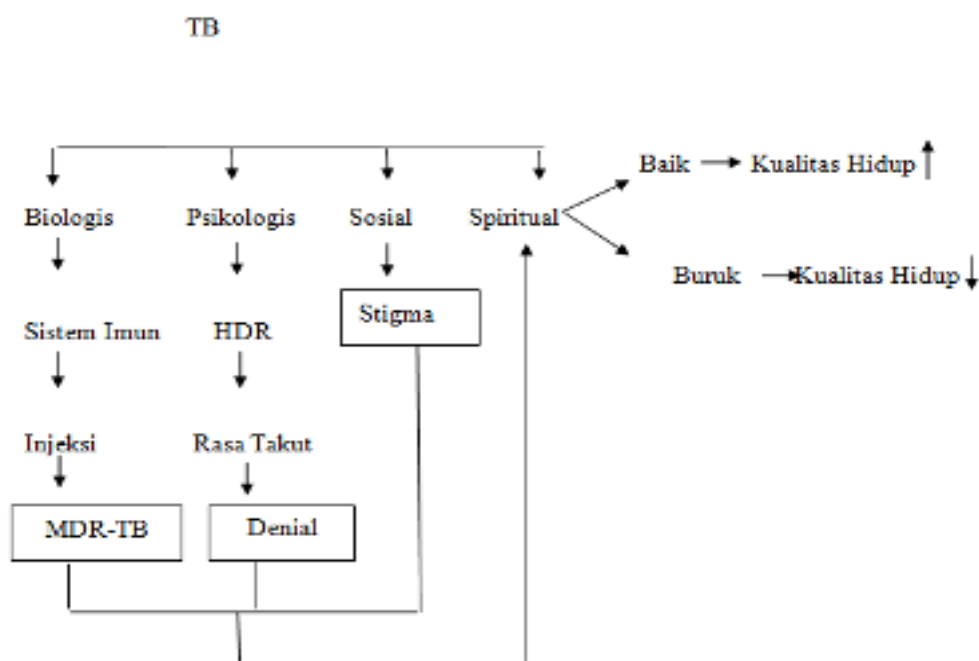 TB
Baik Kualitas Hidup
Biologis Psikologis Sosial Spiritual
Buruk Kualitas Hidup
Stigma
Sistem Imun HDR
Injeksi Rasa Takut
MDR-TB Denial